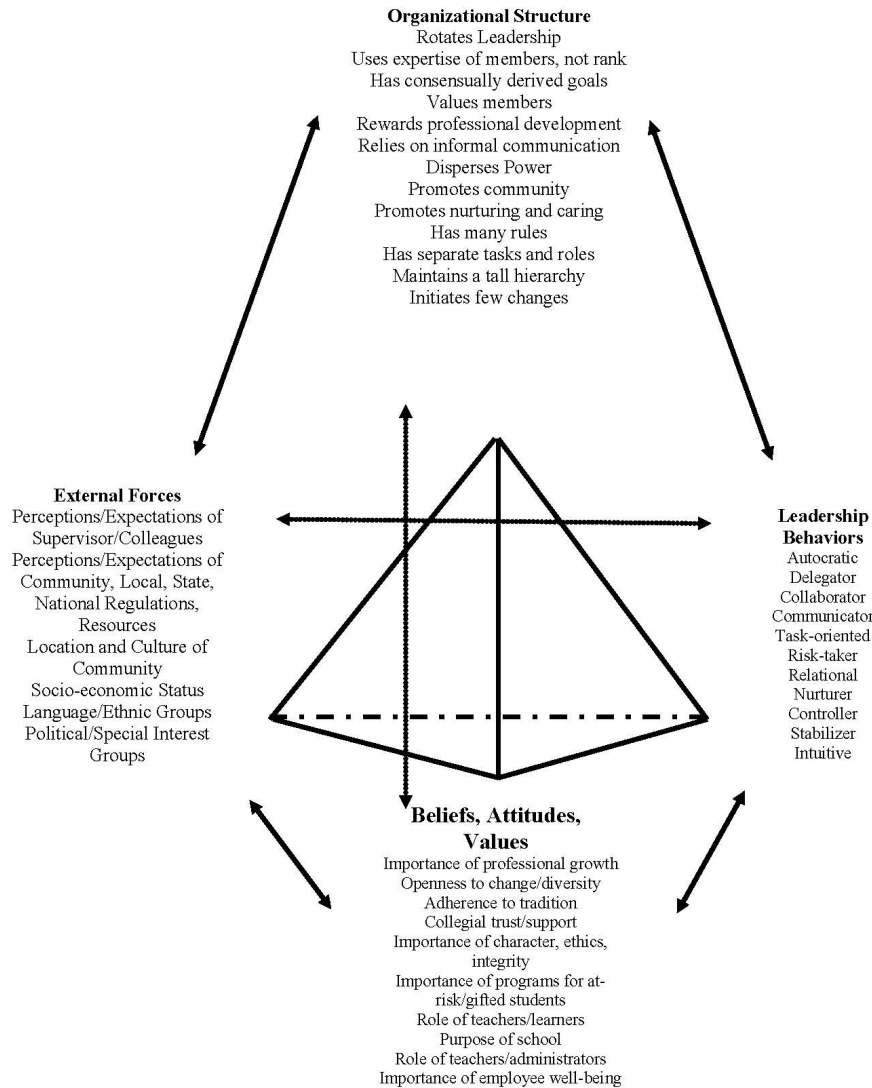 Organizational Structure
Rotates Leadership
Uses expertise of members, not rank
Has consensually derived goals
Values members
Rewards professional development
Relies on informal communication
Disperses Power
Promotes community
Promotes nurturing and caring
Has many rules
Has separate tasks and roles
Maintains a tall hierarchy
Initiates few changes
External Forces
Perceptions/Expectations of
Supervisor/Colleagues
Perceptions/Expectations of
Community, Local, State,
National Regulations,
Resources
Location and Culture of
Community
Socio-economic Status
Language/Ethnic Groups
Political/Special Interest
Groups
Leadership
Behaviors
Autocratic
Delegator
Collaborator
Communicator
Task-oriented
Risk-taker
Relational
Nurturer
Controller
Stabilizer
Intuitive
Beliefs, Attitudes,
Values
Importance of professional growth
Openness to change/diversity
Adherence to tradition
Collegial trust/support
Importance of character, ethics,
integrity
Importance of programs for at-
risk/gifted students
Role of teachers/learners
Purpose of school
Role of teachers/administrators
Importance of employee well-being